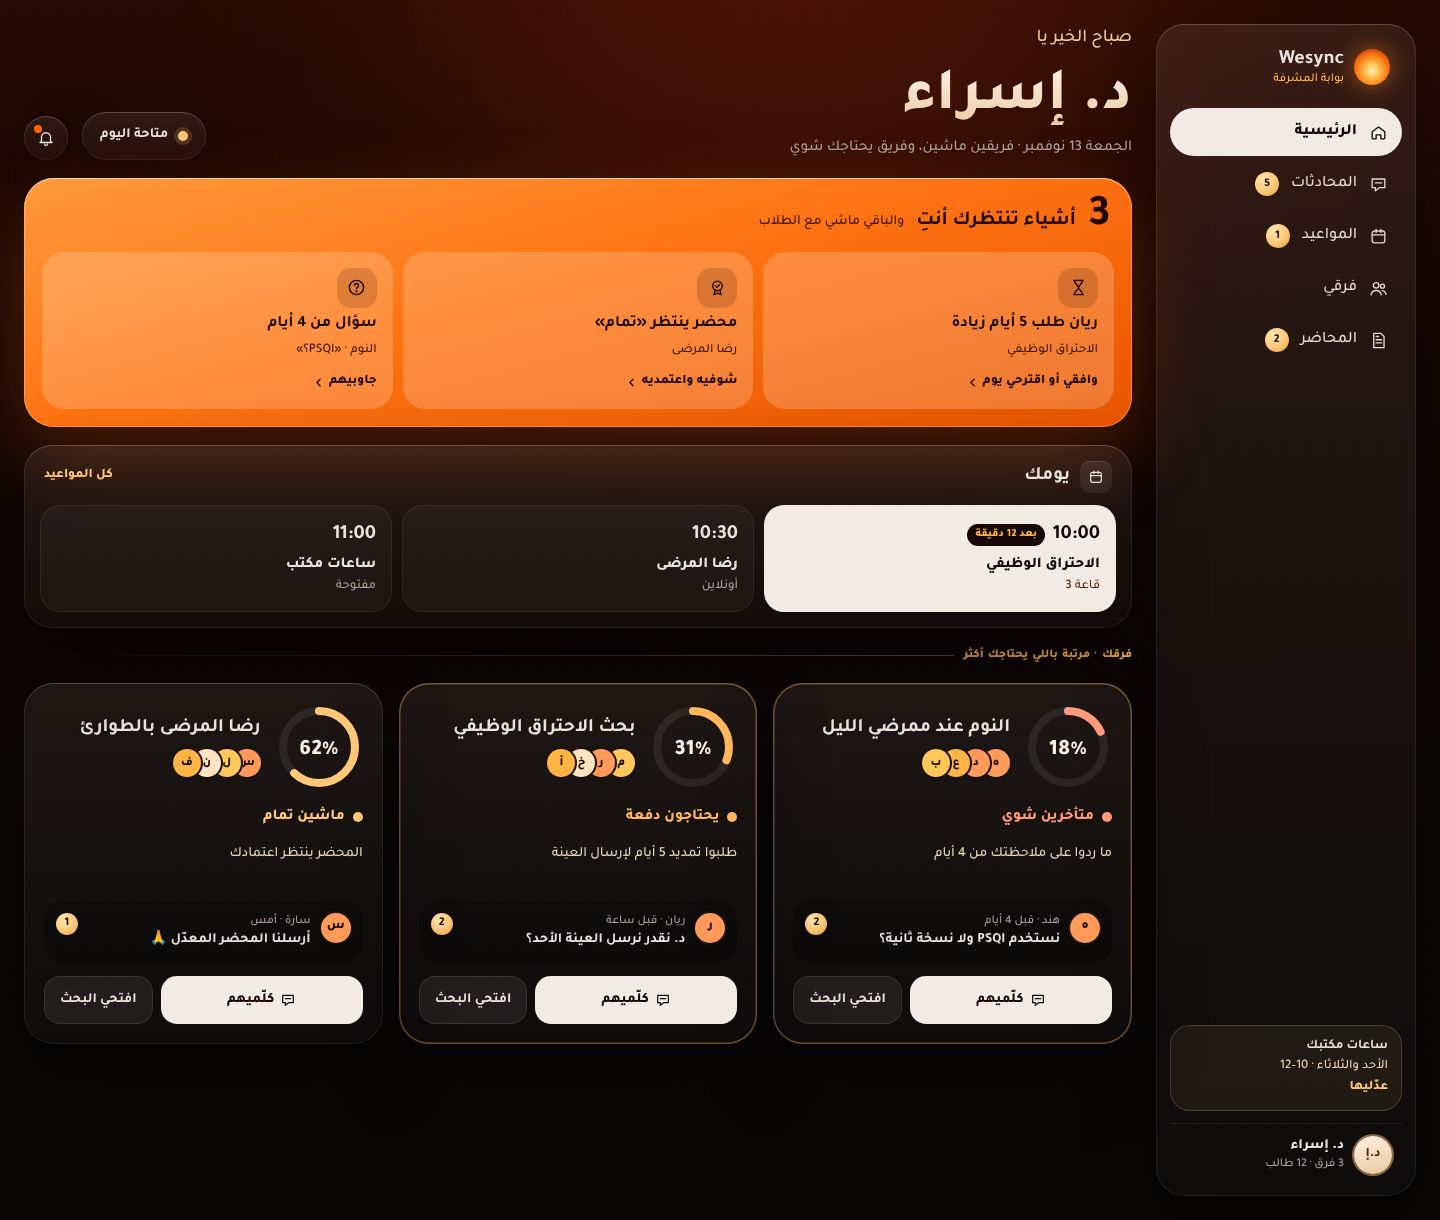 Wesync
بوابة المشرفة
الرئيسية
المحادثات 5
المواعيد 1
فرقي
المحاضر 2
ساعات مكتبك
الأحد والثلاثاء · 10–12
عدّليها
د.إ
د. إسراء
3 فرق · 12 طالب
صباح الخير يا
د. إسراء
الجمعة 13 نوفمبر · فريقين ماشين، وفريق يحتاجك شوي
متاحة اليوم
3 أشياء تنتظرك أنتِ والباقي ماشي مع الطلاب
ريان طلب 5 أيام زيادة
الاحتراق الوظيفي
وافقي أو اقترحي يوم
محضر ينتظر «تمام»
رضا المرضى
شوفيه واعتمديه
سؤال من 4 أيام
النوم · «PSQI؟»
جاوبيهم
يومك
كل المواعيد
10:00 بعد 12 دقيقة
الاحتراق الوظيفي
قاعة 3
10:30
رضا المرضى
أونلاين
11:00
ساعات مكتب
مفتوحة
فرقك · مرتبة باللي يحتاجك أكثر
18%
النوم عند ممرضي الليل
ه د ع ب
متأخرين شوي
ما ردوا على ملاحظتك من 4 أيام
ه
هند · قبل 4 أيام
نستخدم PSQI ولا نسخة ثانية؟
2
كلّميهم
افتحي البحث
31%
بحث الاحتراق الوظيفي
م ر خ أ
يحتاجون دفعة
طلبوا تمديد 5 أيام لإرسال العينة
ر
ريان · قبل ساعة
د. نقدر نرسل العينة الأحد؟
2
كلّميهم
افتحي البحث
62%
رضا المرضى بالطوارئ
س ل ن ف
ماشين تمام
المحضر ينتظر اعتمادك
س
سارة · أمس
أرسلنا المحضر المعدّل 🙏
1
كلّميهم
افتحي البحث